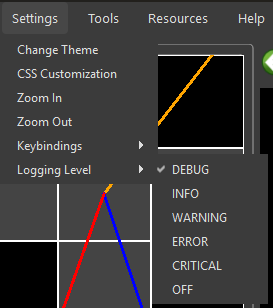 Settings Tools Resources Help
Change Theme
CSS Customization
Zoom In
Zoom Out
Keybindings
Logging Level
DEBUG
INFO
WARNING
ERROR
CRITICAL
OFF